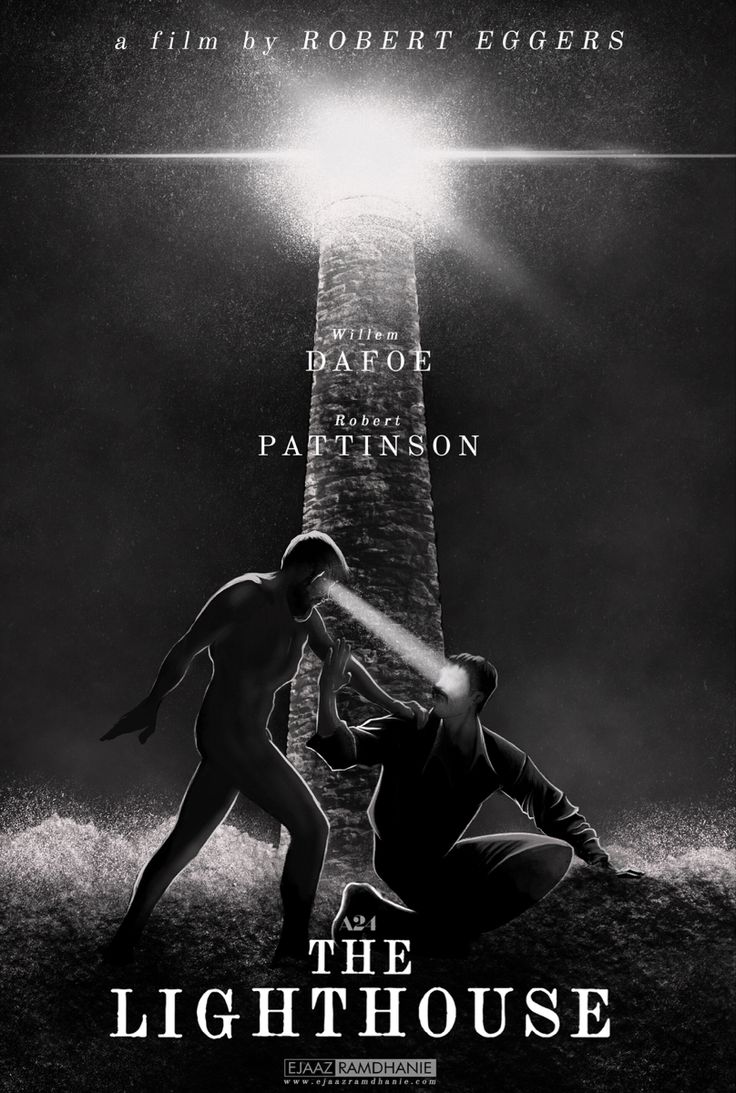 a film by ROBERT EGGERS
Willem
DAFOE
Robert
PATTINSON
A24
THE
LIGHTHOUSE
EJAAZ RAMDHANIE
www.ejaazramdhanie.com